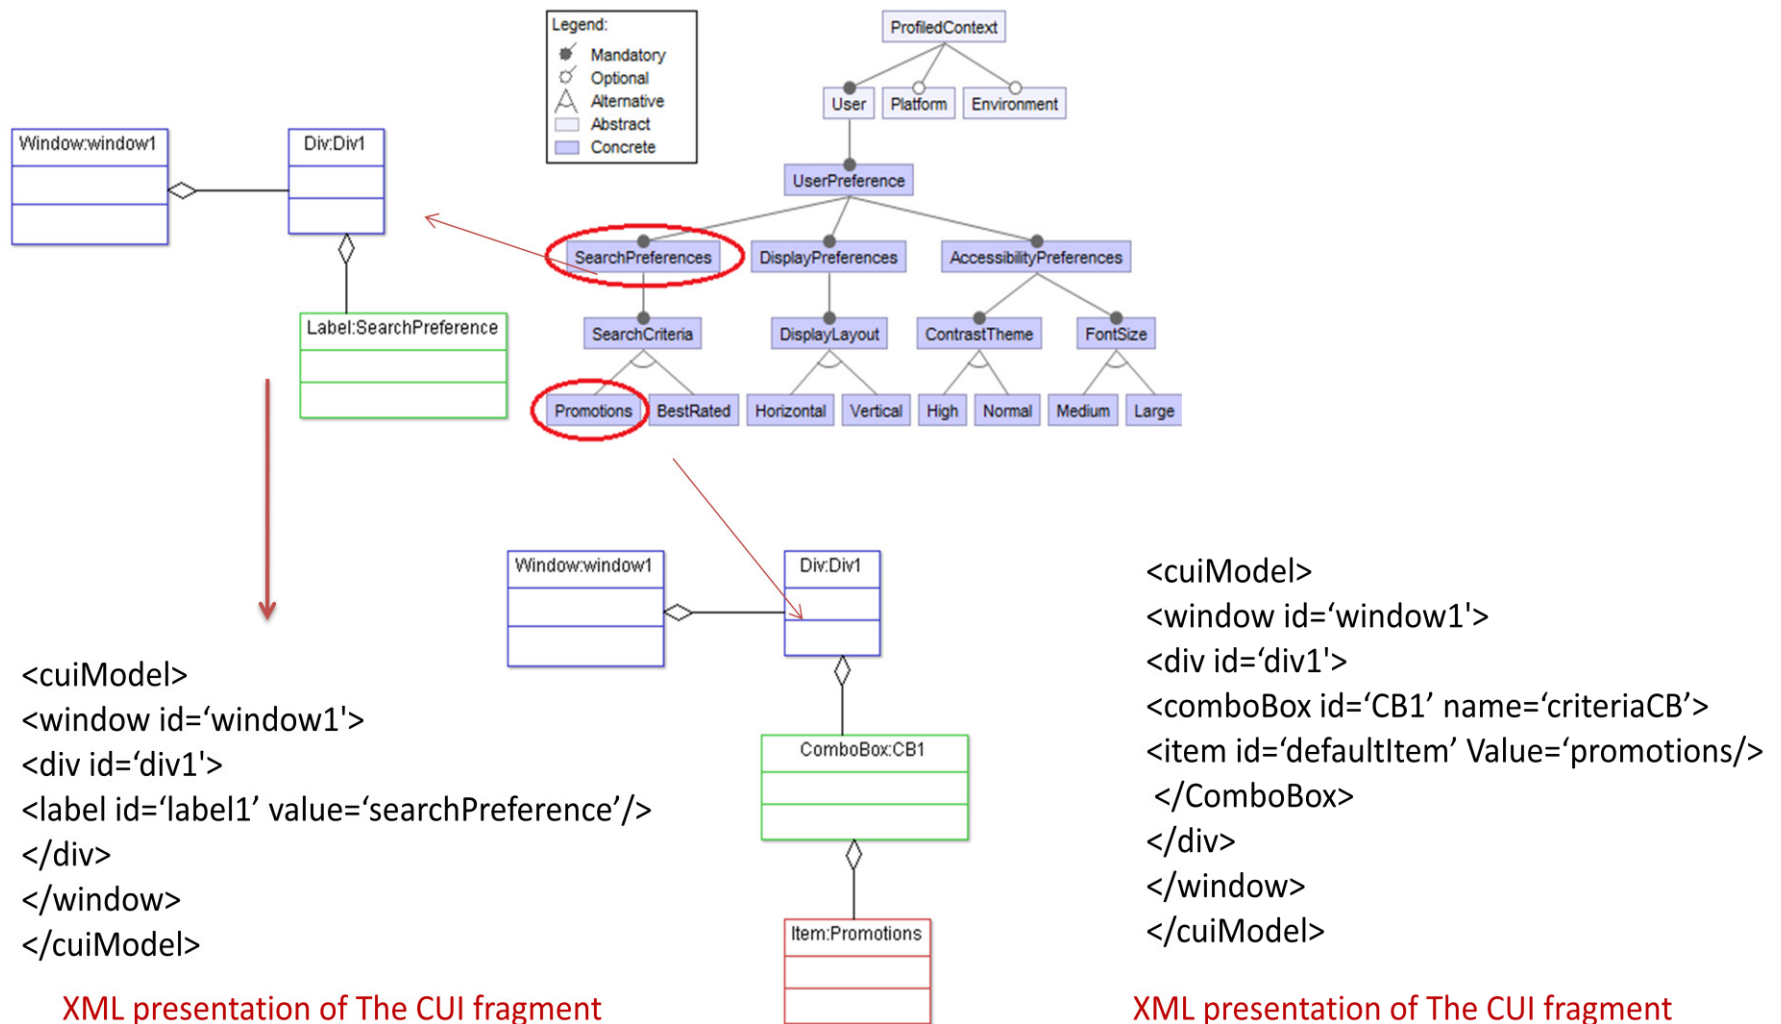 Legend:
Mandatory
Optional
Alternative
Abstract
Concrete
ProfiledContext
User
Platform
Environment
UserPreference
SearchPreferences
DisplayPreferences
AccessibilityPreferences
SearchCriteria
DisplayLayout
ContrastTheme
FontSize
Promotions
BestRated
Horizontal
Vertical
High
Normal
Medium
Large
Window:window1
Div:Div1
Label:SearchPreference
<cuiModel>
<window id=‘window1'>
<div id=‘div1'>
<label id=‘label1’ value=‘searchPreference’/>
</div>
</window>
</cuiModel>
XML presentation of The CUI fragment
Window:window1
Div:Div1
ComboBox:CB1
Item:Promotions
<cuiModel>
<window id=‘window1'>
<div id=‘div1'>
<comboBox id=‘CB1’ name=‘criteriaCB’>
<item id=‘defaultItem’ Value=‘promotions/>
</ComboBox>
</div>
</window>
</cuiModel>
XML presentation of The CUI fragment